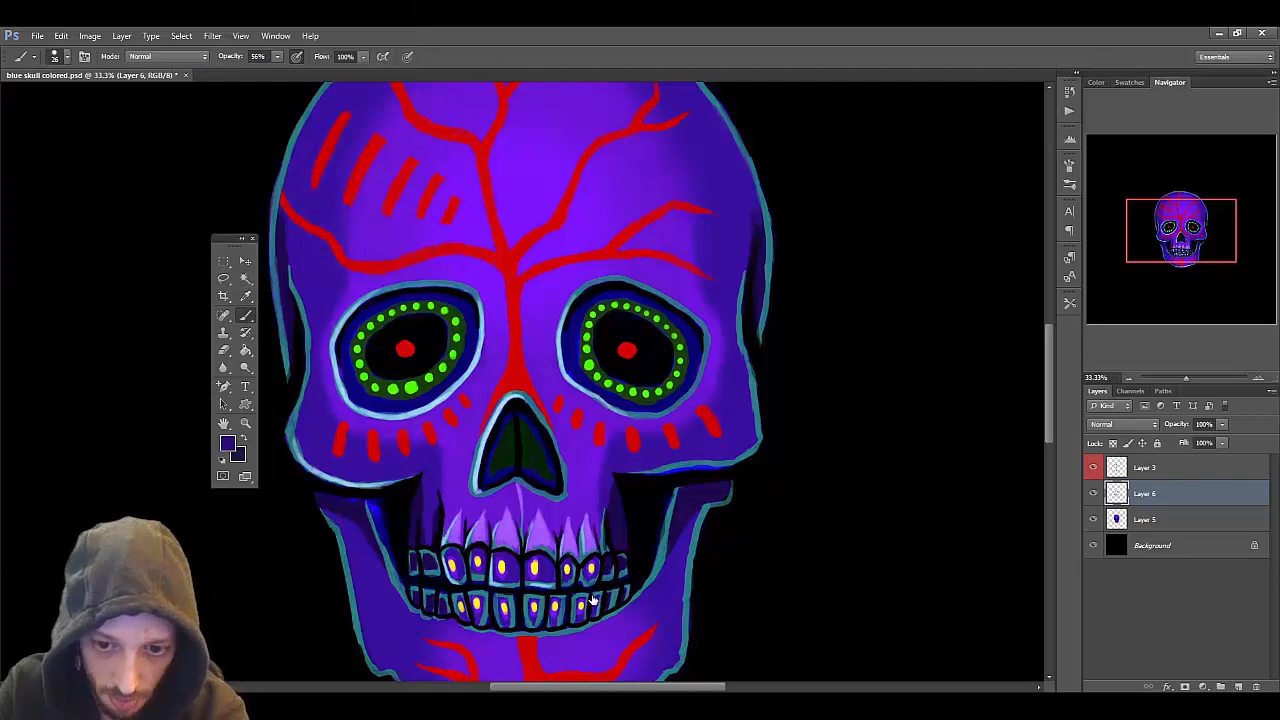 Ps File Edit Image Layer Type Select Filter View Window Help
26 Mode: Normal Opacity: 56% Flow: 100% Essentials
blue skull colored.psd @ 33.3% (Layer 6, RGB/8) * ×
Color Swatches Navigator
33.33%
Layers Channels Paths
Kind
Normal Opacity: 100%
Lock: Fill: 100%
Layer 3
Layer 6
Layer 5
Background